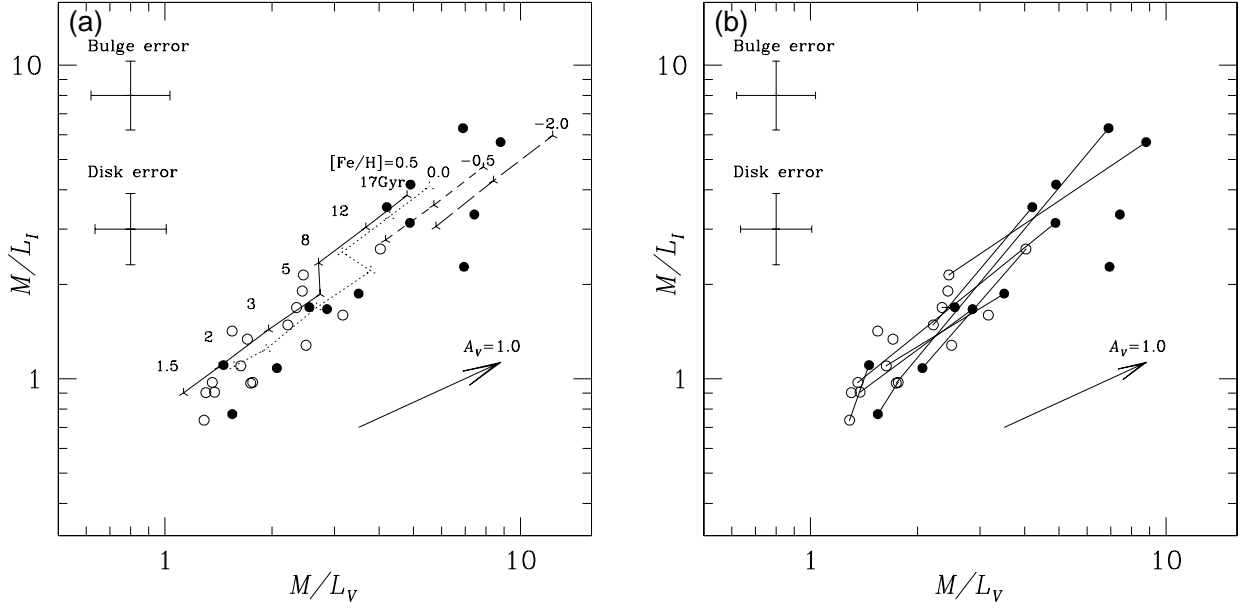 (a)
Bulge error
10
Disk error
[Fe/H]=0.5
17Gyr
0.0
−0.5
−2.0
12
8
5
3
2
1.5
A_V=1.0
1
M/L_I
1
10
M/L_V
(b)
Bulge error
10
Disk error
A_V=1.0
1
M/L_I
1
10
M/L_V